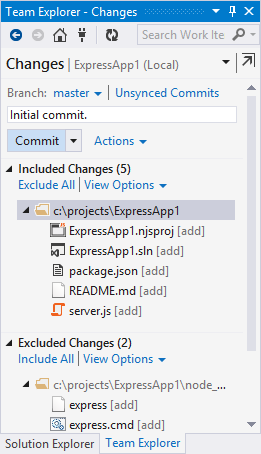 Team Explorer - Changes
Search Work Ite
Changes | ExpressApp1 (Local)
Branch: master | Unsynced Commits
Initial commit.
Commit Actions
Included Changes (5)
Exclude All | View Options
c:\projects\ExpressApp1
ExpressApp1.njsproj [add]
ExpressApp1.sln [add]
package.json [add]
README.md [add]
server.js [add]
Excluded Changes (2)
Include All | View Options
c:\projects\ExpressApp1\node_...
express [add]
express.cmd [add]
Solution Explorer Team Explorer